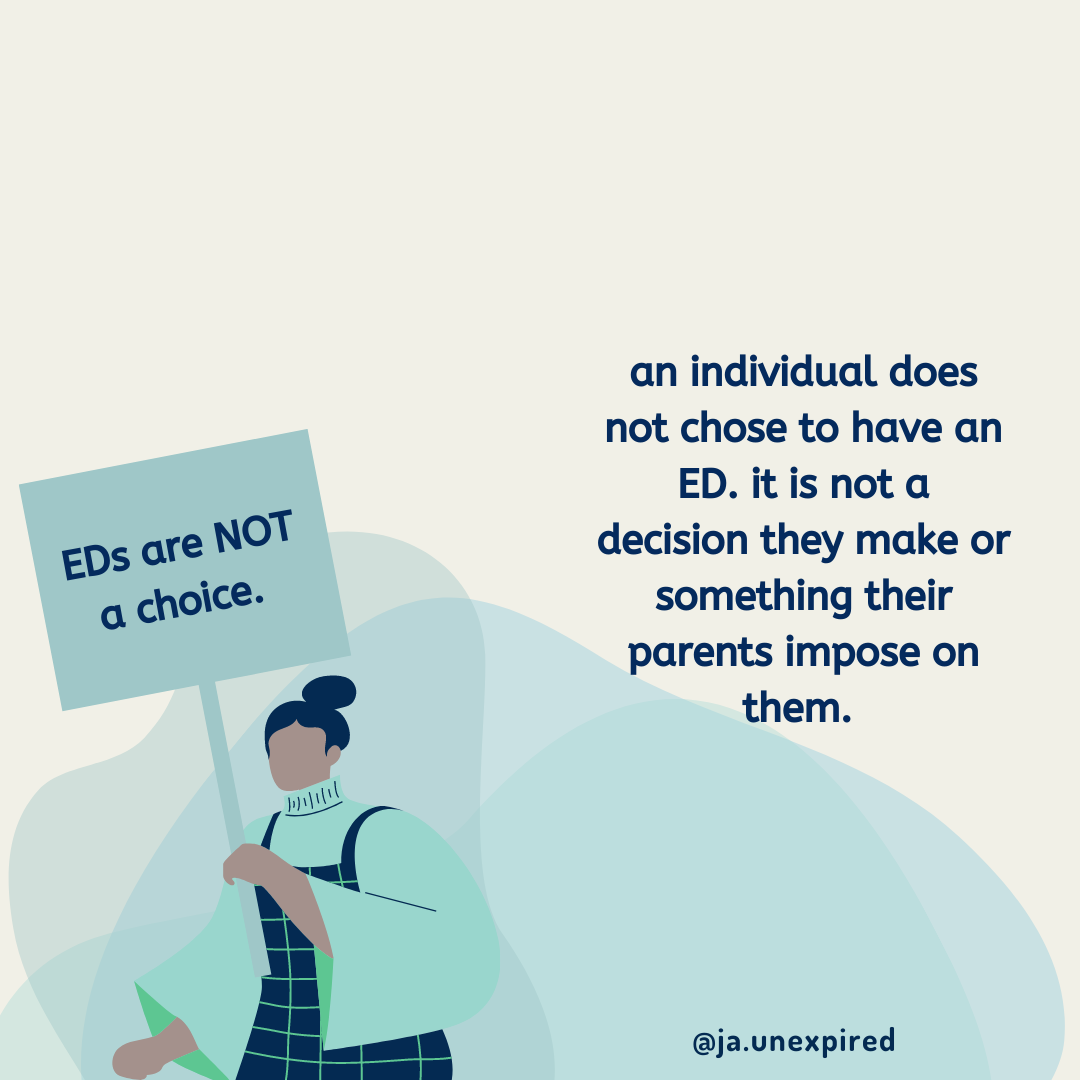 EDs are NOT
a choice.
an individual does
not chose to have an
ED. it is not a
decision they make or
something their
parents impose on
them.
@ja.unexpired